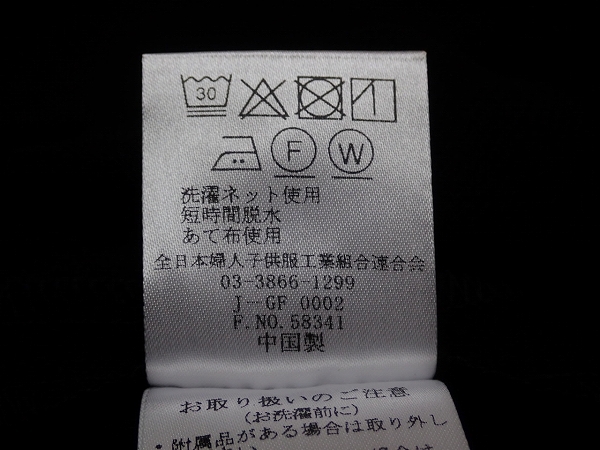 30
F W
洗濯ネット使用
短時間脱水
あて布使用
全日本婦人子供服工業組合連合会
03-3866-1299
J-GF 0002
F.NO.58341
中国製
お取り扱いのご注意
(お洗濯前に)
・附属品がある場合は取り外し